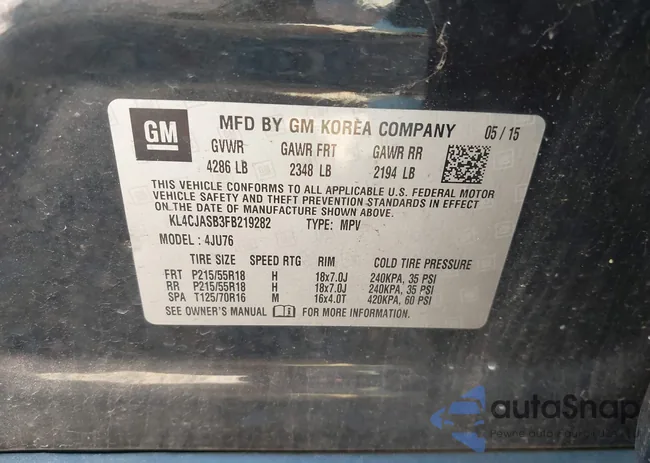 GM
MFD BY GM KOREA COMPANY 05 / 15
GVWR GAWR FRT GAWR RR
4286 LB 2348 LB 2194 LB
THIS VEHICLE CONFORMS TO ALL APPLICABLE U.S. FEDERAL MOTOR
VEHICLE SAFETY AND THEFT PREVENTION STANDARDS IN EFFECT
ON THE DATE OF MANUFACTURE SHOWN ABOVE.
KL4CJASB3FB219282 TYPE: MPV
MODEL : 4JU76
TIRE SIZE SPEED RTG RIM COLD TIRE PRESSURE
FRT P215/55R18 H 18x7.0J 240KPA, 35 PSI
RR P215/55R18 H 18x7.0J 240KPA, 35 PSI
SPA T125/70R16 M 16x4.0T 420KPA, 60 PSI
SEE OWNER'S MANUAL FOR MORE INFORMATION.
autoSnap